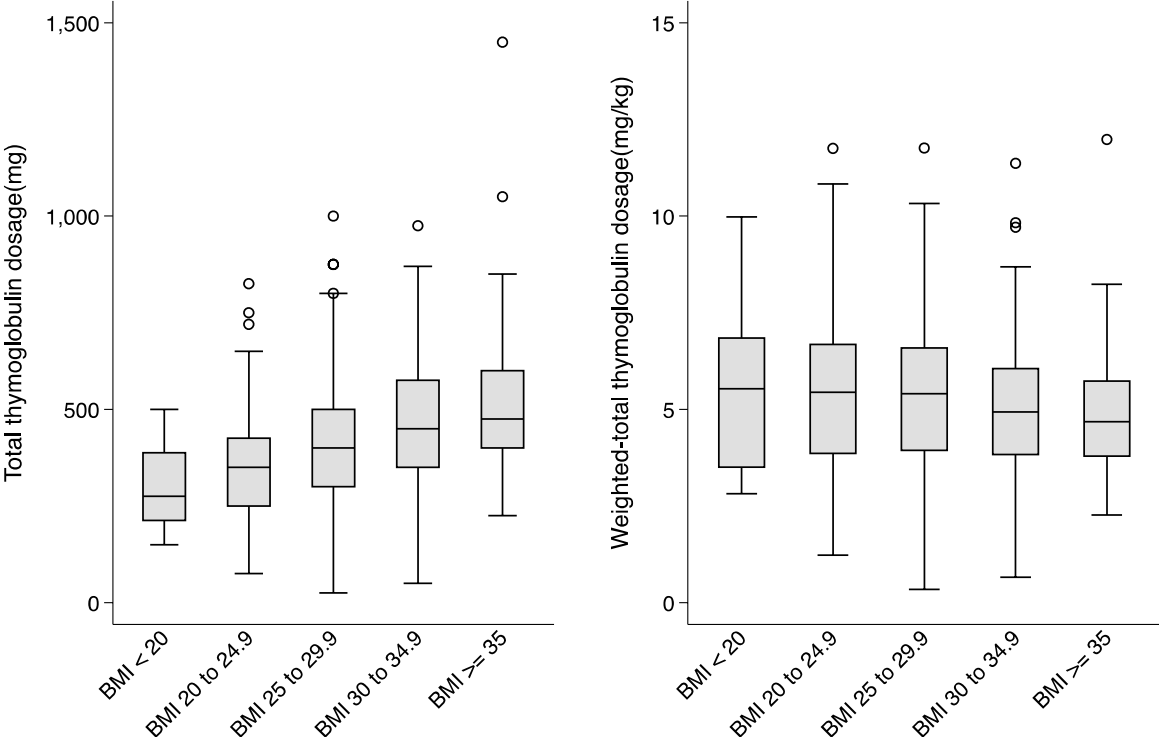 Total thymoglobulin dosage(mg)
1,500
1,000
500
0
BMI < 20
BMI 20 to 24.9
BMI 25 to 29.9
BMI 30 to 34.9
BMI >= 35
Weighted-total thymoglobulin dosage(mg/kg)
15
10
5
0
BMI < 20
BMI 20 to 24.9
BMI 25 to 29.9
BMI 30 to 34.9
BMI >= 35